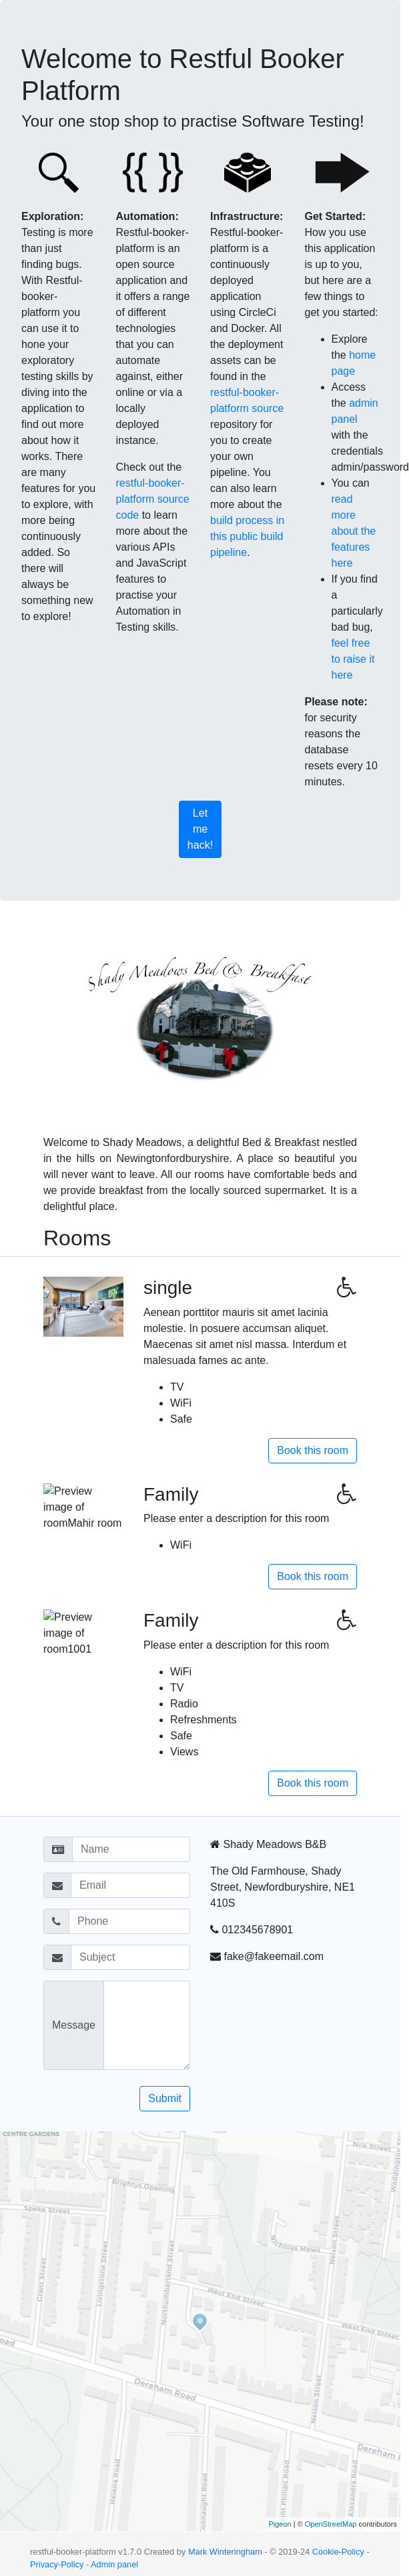 Welcome to Restful Booker
Platform
Your one stop shop to practise Software Testing!
Exploration:
Testing is more
than just
finding bugs.
With Restful-
booker-
platform you
can use it to
hone your
exploratory
testing skills by
diving into the
application to
find out more
about how it
works. There
are many
features for you
to explore, with
more being
continuously
added. So
there will
always be
something new
to explore!
Automation:
Restful-booker-
platform is an
open source
application and
it offers a range
of different
technologies
that you can
automate
against, either
online or via a
locally
deployed
instance.
Check out the
restful-booker-
platform source
code to learn
more about the
various APIs
and JavaScript
features to
practise your
Automation in
Testing skills.
Infrastructure:
Restful-booker-
platform is a
continuously
deployed
application
using CircleCi
and Docker. All
the deployment
assets can be
found in the
restful-booker-
platform source
repository for
you to create
your own
pipeline. You
can also learn
more about the
build process in
this public build
pipeline.
Get Started:
How you use
this application
is up to you,
but here are a
few things to
get you started:
Explore
the home
page
Access
the admin
panel
with the
credentials
admin/password
You can
read
more
about the
features
here
If you find
a
particularly
bad bug,
feel free
to raise it
here
Please note:
for security
reasons the
database
resets every 10
minutes.
Let
me
hack!
Shady Meadows Bed & Breakfast
Welcome to Shady Meadows, a delightful Bed & Breakfast nestled
in the hills on Newingtonfordburyshire. A place so beautiful you
will never want to leave. All our rooms have comfortable beds and
we provide breakfast from the locally sourced supermarket. It is a
delightful place.
Rooms
single
Aenean porttitor mauris sit amet lacinia
molestie. In posuere accumsan aliquet.
Maecenas sit amet nisl massa. Interdum et
malesuada fames ac ante.
TV
WiFi
Safe
Book this room
Preview
image of
roomMahir room
Family
Please enter a description for this room
WiFi
Book this room
Preview
image of
room1001
Family
Please enter a description for this room
WiFi
TV
Radio
Refreshments
Safe
Views
Book this room
Name
Email
Phone
Subject
Message
Submit
Shady Meadows B&B
The Old Farmhouse, Shady
Street, Newfordburyshire, NE1
410S
012345678901
fake@fakeemail.com
CENTRE GARDENS
Nile Street
Brightys Opening
Speke Street
Nicholas Mews
Nelson Street
Grant Street
Livingstone Street
Northumberland Street
West End Street
West End Street
Dereham Road
Nelson Street
Helena Road
Connaught Road
Alexandra Road
Pigeon | © OpenStreetMap contributors
restful-booker-platform v1.7.0 Created by Mark Winteringham - © 2019-24 Cookie-Policy -
Privacy-Policy - Admin panel